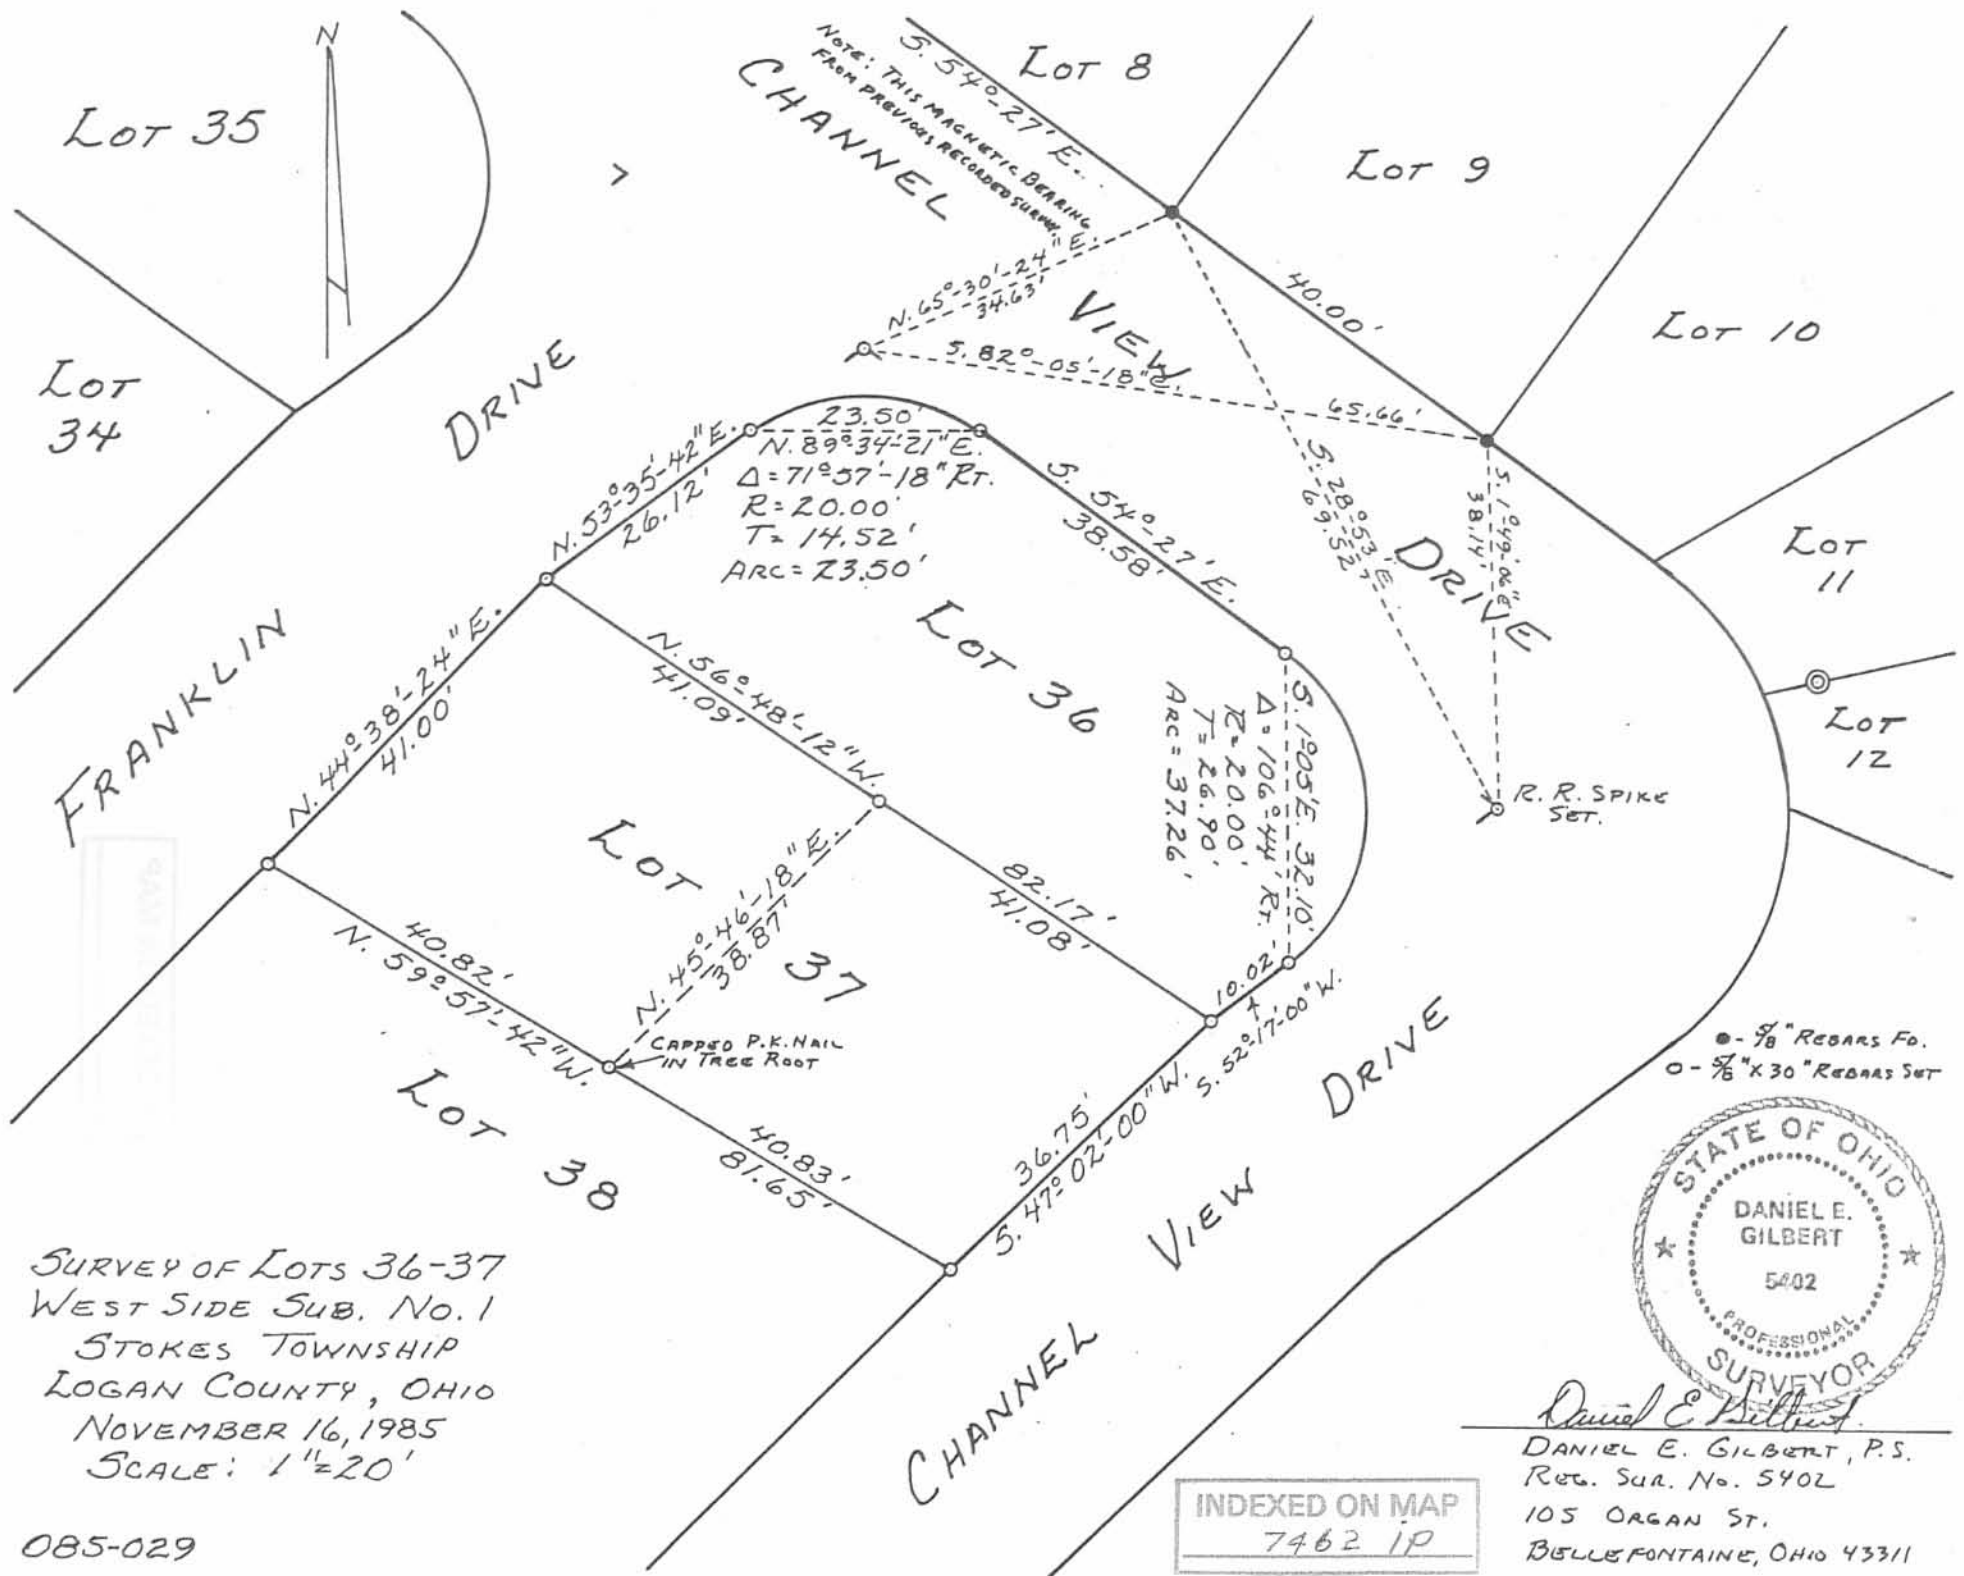 N
LOT 35
LOT
34
LOT 8
LOT 9
LOT 10
LOT
11
LOT
12
S. 54°-27' E.
NOTE: THIS MAGNETIC BEARING
FROM PREVIOUS RECORDED SURVEY.
CHANNEL
VIEW
DRIVE
N. 65°-30'-24" E.
34.63'
S. 82°-05'-18" E.
65.66'
40.00'
S. 28°-53' E.
69.52'
S. 1°-49'-06" E
38.14'
R. R. SPIKE
SET.
FRANKLIN
DRIVE
N. 53°-35'-42" E.
26.12'
23.50'
N. 89°-34'-21" E.
Δ = 71°-57'-18" RT.
R = 20.00'
T = 14.52'
ARC = 23.50'
S. 54°-27' E.
38.58'
LOT 36
S. 1°-05' E. 32.10'
Δ = 106°-44' RT.
R = 20.00'
T = 26.90'
ARC = 37.26'
N. 44°-38'-24" E.
41.00'
N. 56°-48'-12" W.
41.09'
82.17'
41.08'
LOT 37
N. 45°-46'-18" E.
38.87'
CAPPED P.K. NAIL
IN TREE ROOT
10.02'
S. 52°-17'-00" W.
40.82'
N. 59°-57'-42" W.
40.83'
81.65'
36.75'
S. 47°-02'-00" W.
LOT 38
CHANNEL VIEW DRIVE
● - 5/8" REBARS FD.
○ - 5/8" X 30" REBARS SET
STATE OF OHIO
DANIEL E.
GILBERT
5402
PROFESSIONAL
SURVEYOR
Daniel E Gilbert
DANIEL E. GILBERT, P.S.
REG. SUR. No. 5402
105 ORGAN ST.
BELLEFONTAINE, OHIO 43311
SURVEY OF LOTS 36-37
WEST SIDE SUB. NO. 1
STOKES TOWNSHIP
LOGAN COUNTY, OHIO
NOVEMBER 16, 1985
SCALE: 1"=20'
085-029
INDEXED ON MAP
7462 IP